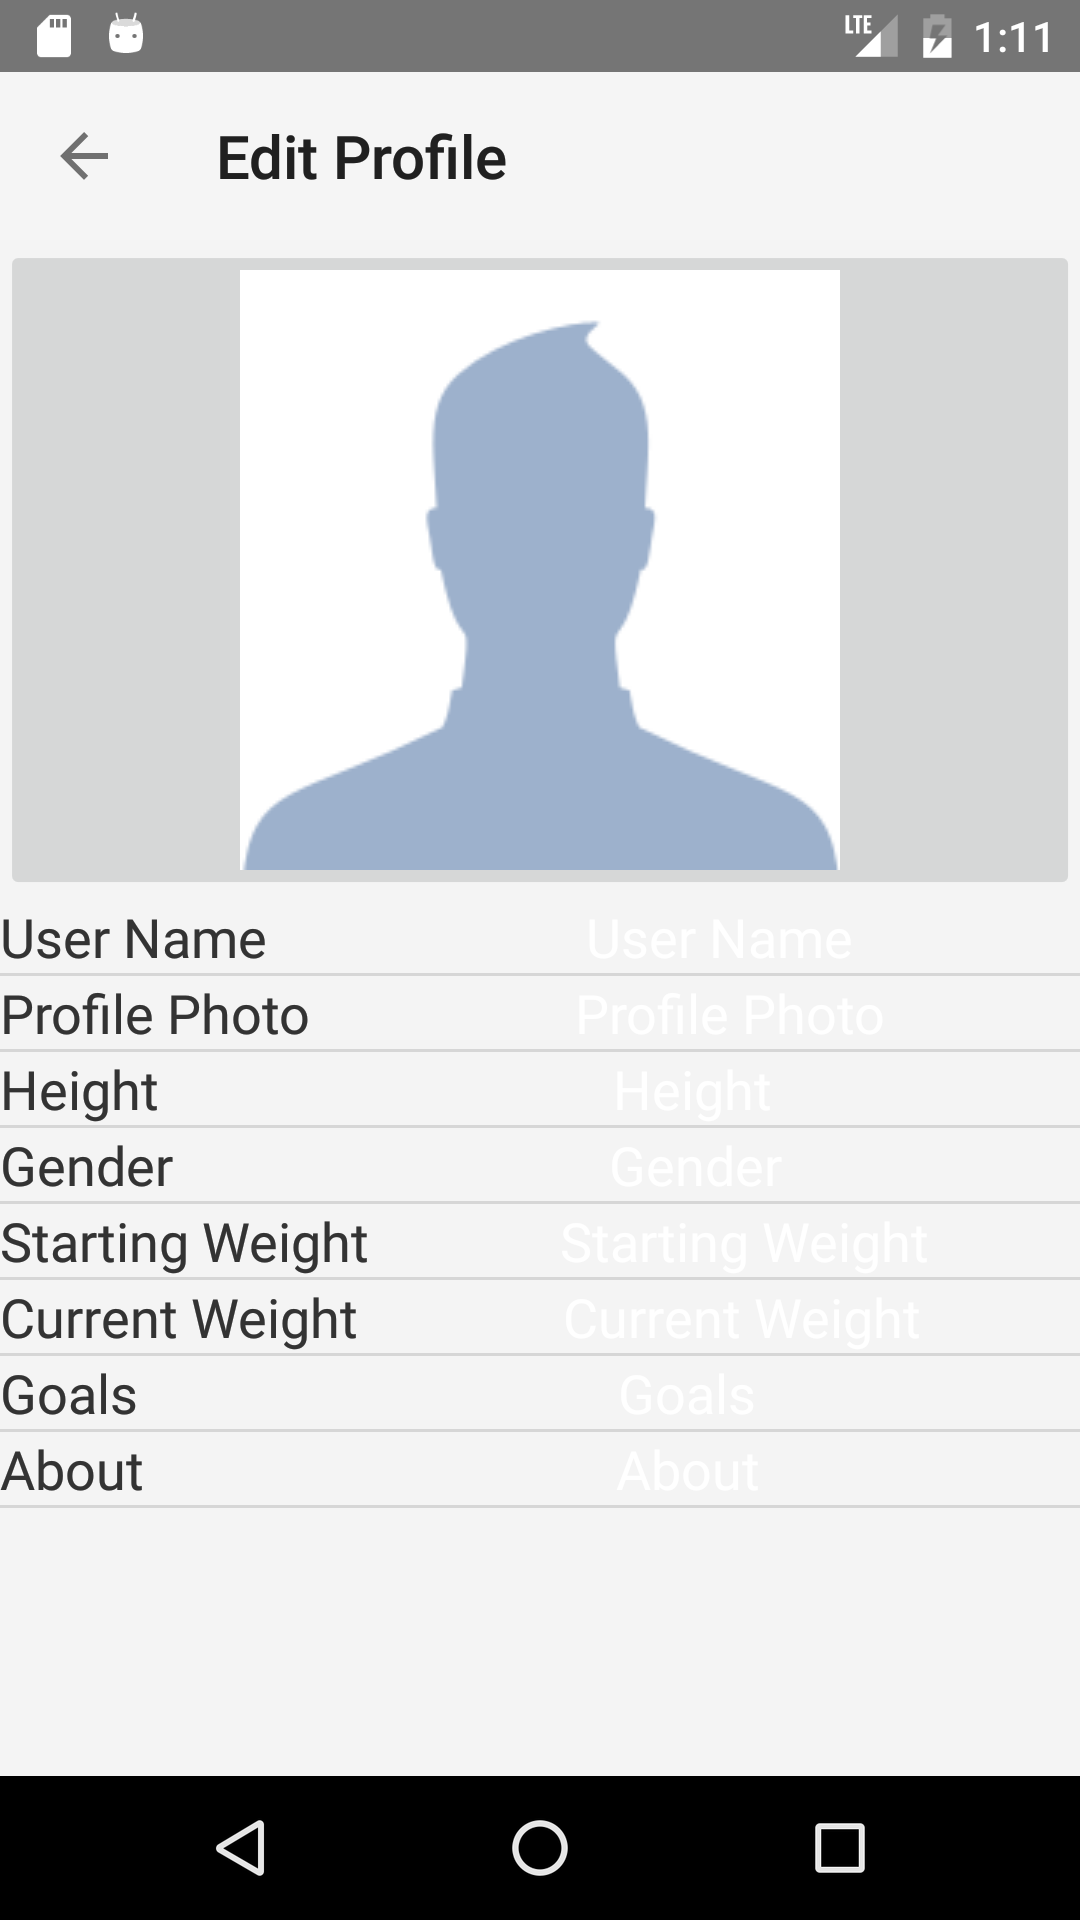 LTE 1:11
Edit Profile
User Name User Name
Profile Photo Profile Photo
Height Height
Gender Gender
Starting Weight Starting Weight
Current Weight Current Weight
Goals Goals
About About